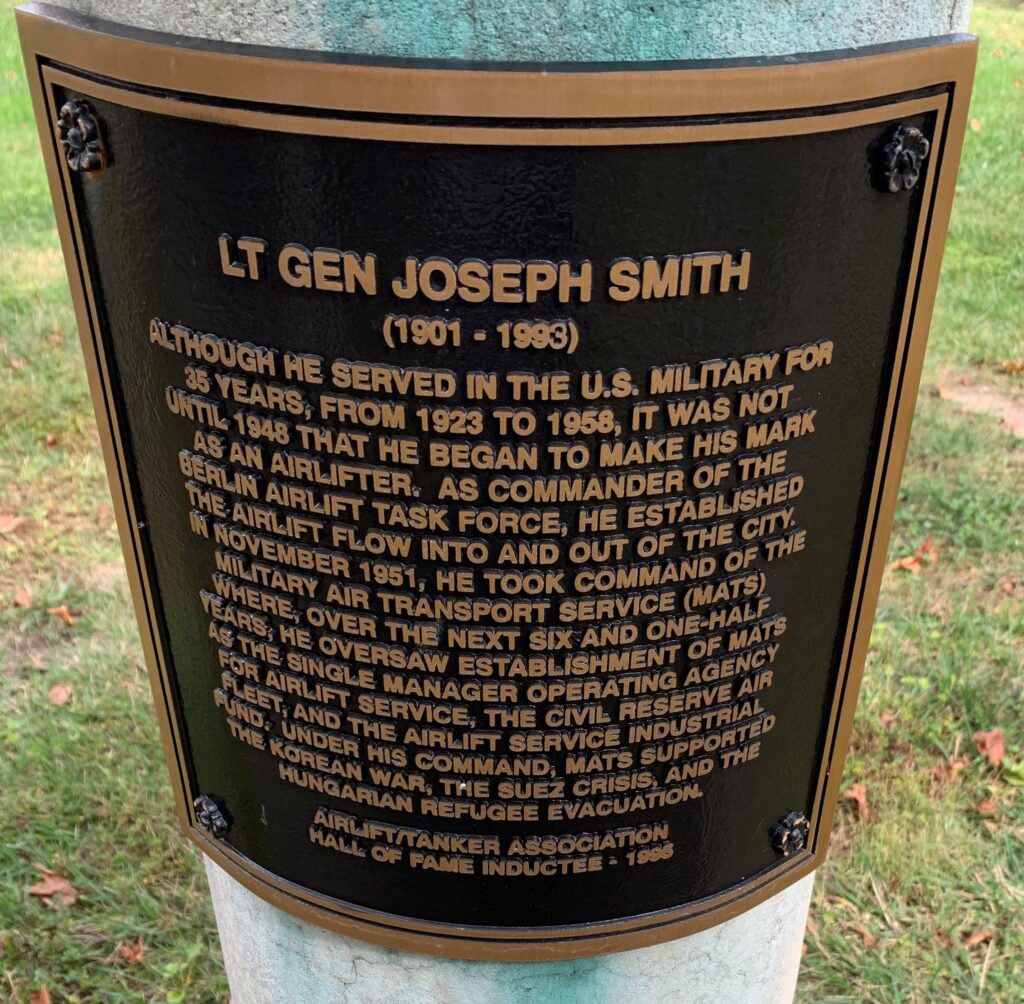 LT GEN JOSEPH SMITH
(1901 - 1993)
ALTHOUGH HE SERVED IN THE U.S. MILITARY FOR
35 YEARS, FROM 1923 TO 1958, IT WAS NOT
UNTIL 1948 THAT HE BEGAN TO MAKE HIS MARK
AS AN AIRLIFTER. AS COMMANDER OF THE
BERLIN AIRLIFT TASK FORCE, HE ESTABLISHED
THE AIRLIFT FLOW INTO AND OUT OF THE CITY.
IN NOVEMBER 1951, HE TOOK COMMAND OF THE
MILITARY AIR TRANSPORT SERVICE (MATS)
WHERE, OVER THE NEXT SIX AND ONE-HALF
YEARS, HE OVERSAW ESTABLISHMENT OF MATS
AS THE SINGLE MANAGER OPERATING AGENCY
FOR AIRLIFT SERVICE, THE CIVIL RESERVE AIR
FLEET, AND THE AIRLIFT SERVICE INDUSTRIAL
FUND. UNDER HIS COMMAND, MATS SUPPORTED
THE KOREAN WAR, THE SUEZ CRISIS, AND THE
HUNGARIAN REFUGEE EVACUATION.
AIRLIFT/TANKER ASSOCIATION
HALL OF FAME INDUCTEE -